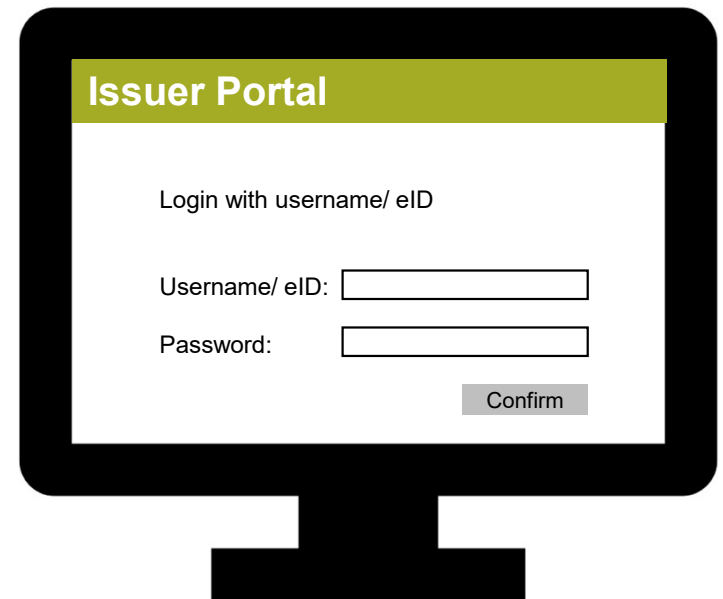 Issuer Portal
Login with username/ eID
Username/ eID:
Password:
Confirm